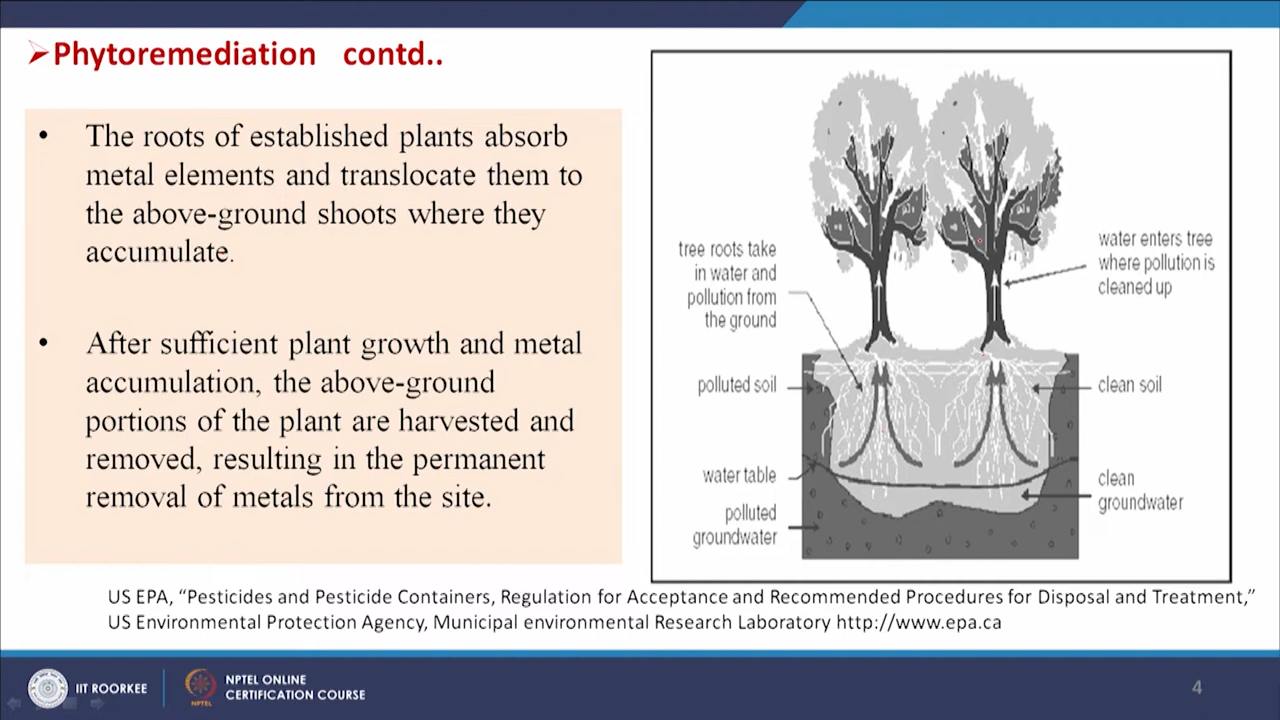 ➢Phytoremediation contd..
• The roots of established plants absorb
metal elements and translocate them to
the above-ground shoots where they
accumulate.
• After sufficient plant growth and metal
accumulation, the above-ground
portions of the plant are harvested and
removed, resulting in the permanent
removal of metals from the site.
tree roots take
in water and
pollution from
the ground
water enters tree
where pollution is
cleaned up
polluted soil
clean soil
water table
clean
groundwater
polluted
groundwater
US EPA, “Pesticides and Pesticide Containers, Regulation for Acceptance and Recommended Procedures for Disposal and Treatment,”
US Environmental Protection Agency, Municipal environmental Research Laboratory http://www.epa.ca
IIT ROORKEE
NPTEL
NPTEL ONLINE
CERTIFICATION COURSE
4